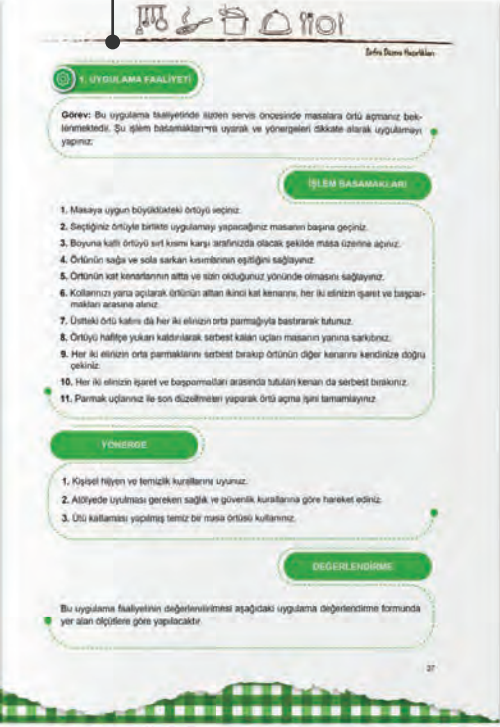 Sofra Düzeni Hazırlıkları
1. UYGULAMA FAALİYETİ
Görev: Bu uygulama faaliyetinde sizden servis öncesinde masalara örtü açmanız bek-
lenmektedir. Şu işlem basamaklarına uyarak ve yönergeleri dikkate alarak uygulamayı
yapınız.
İŞLEM BASAMAKLARI
1. Masaya uygun büyüklükteki örtüyü seçiniz.
2. Seçtiğiniz örtüyle birlikte uygulamayı yapacağınız masanın başına geçiniz.
3. Boyuna katlı örtüyü sırt kısmı karşı tarafınızda olacak şekilde masa üzerine açınız.
4. Örtünün sağa ve sola sarkan kısımlarının eşitliğini sağlayınız.
5. Örtünün kat kenarlarının altta ve sizin olduğunuz yönünde olmasını sağlayınız.
6. Kollarınızı yana açılarak örtünün alttan ikinci kat kenarını, her iki elinizin işaret ve başpar-
makları arasına alınız.
7. Üstteki örtü katını da her iki elinizin orta parmağıyla bastırarak tutunuz.
8. Örtüyü hafifçe yukarı kaldırılarak serbest kalan uçları masanın yanına sarkıtınız.
9. Her iki elinizin orta parmaklarını serbest bırakıp örtünün diğer kenarını kendinize doğru
çekiniz.
10. Her iki elinizin işaret ve başparmakları arasında tutulan kenarı da serbest bırakınız.
11. Parmak uçlarınız ile son düzeltmeleri yaparak örtü açma işini tamamlayınız.
YÖNERGE
1. Kişisel hijyen ve temizlik kurallarını uyunuz.
2. Atölyede uyulması gereken sağlık ve güvenlik kurallarına göre hareket ediniz.
3. Ütü katlaması yapılmış temiz bir masa örtüsü kullanınız.
DEĞERLENDİRME
Bu uygulama faaliyetinin değerlendirilmesi aşağıdaki uygulama değerlendirme formunda
yer alan ölçütlere göre yapılacaktır.
37